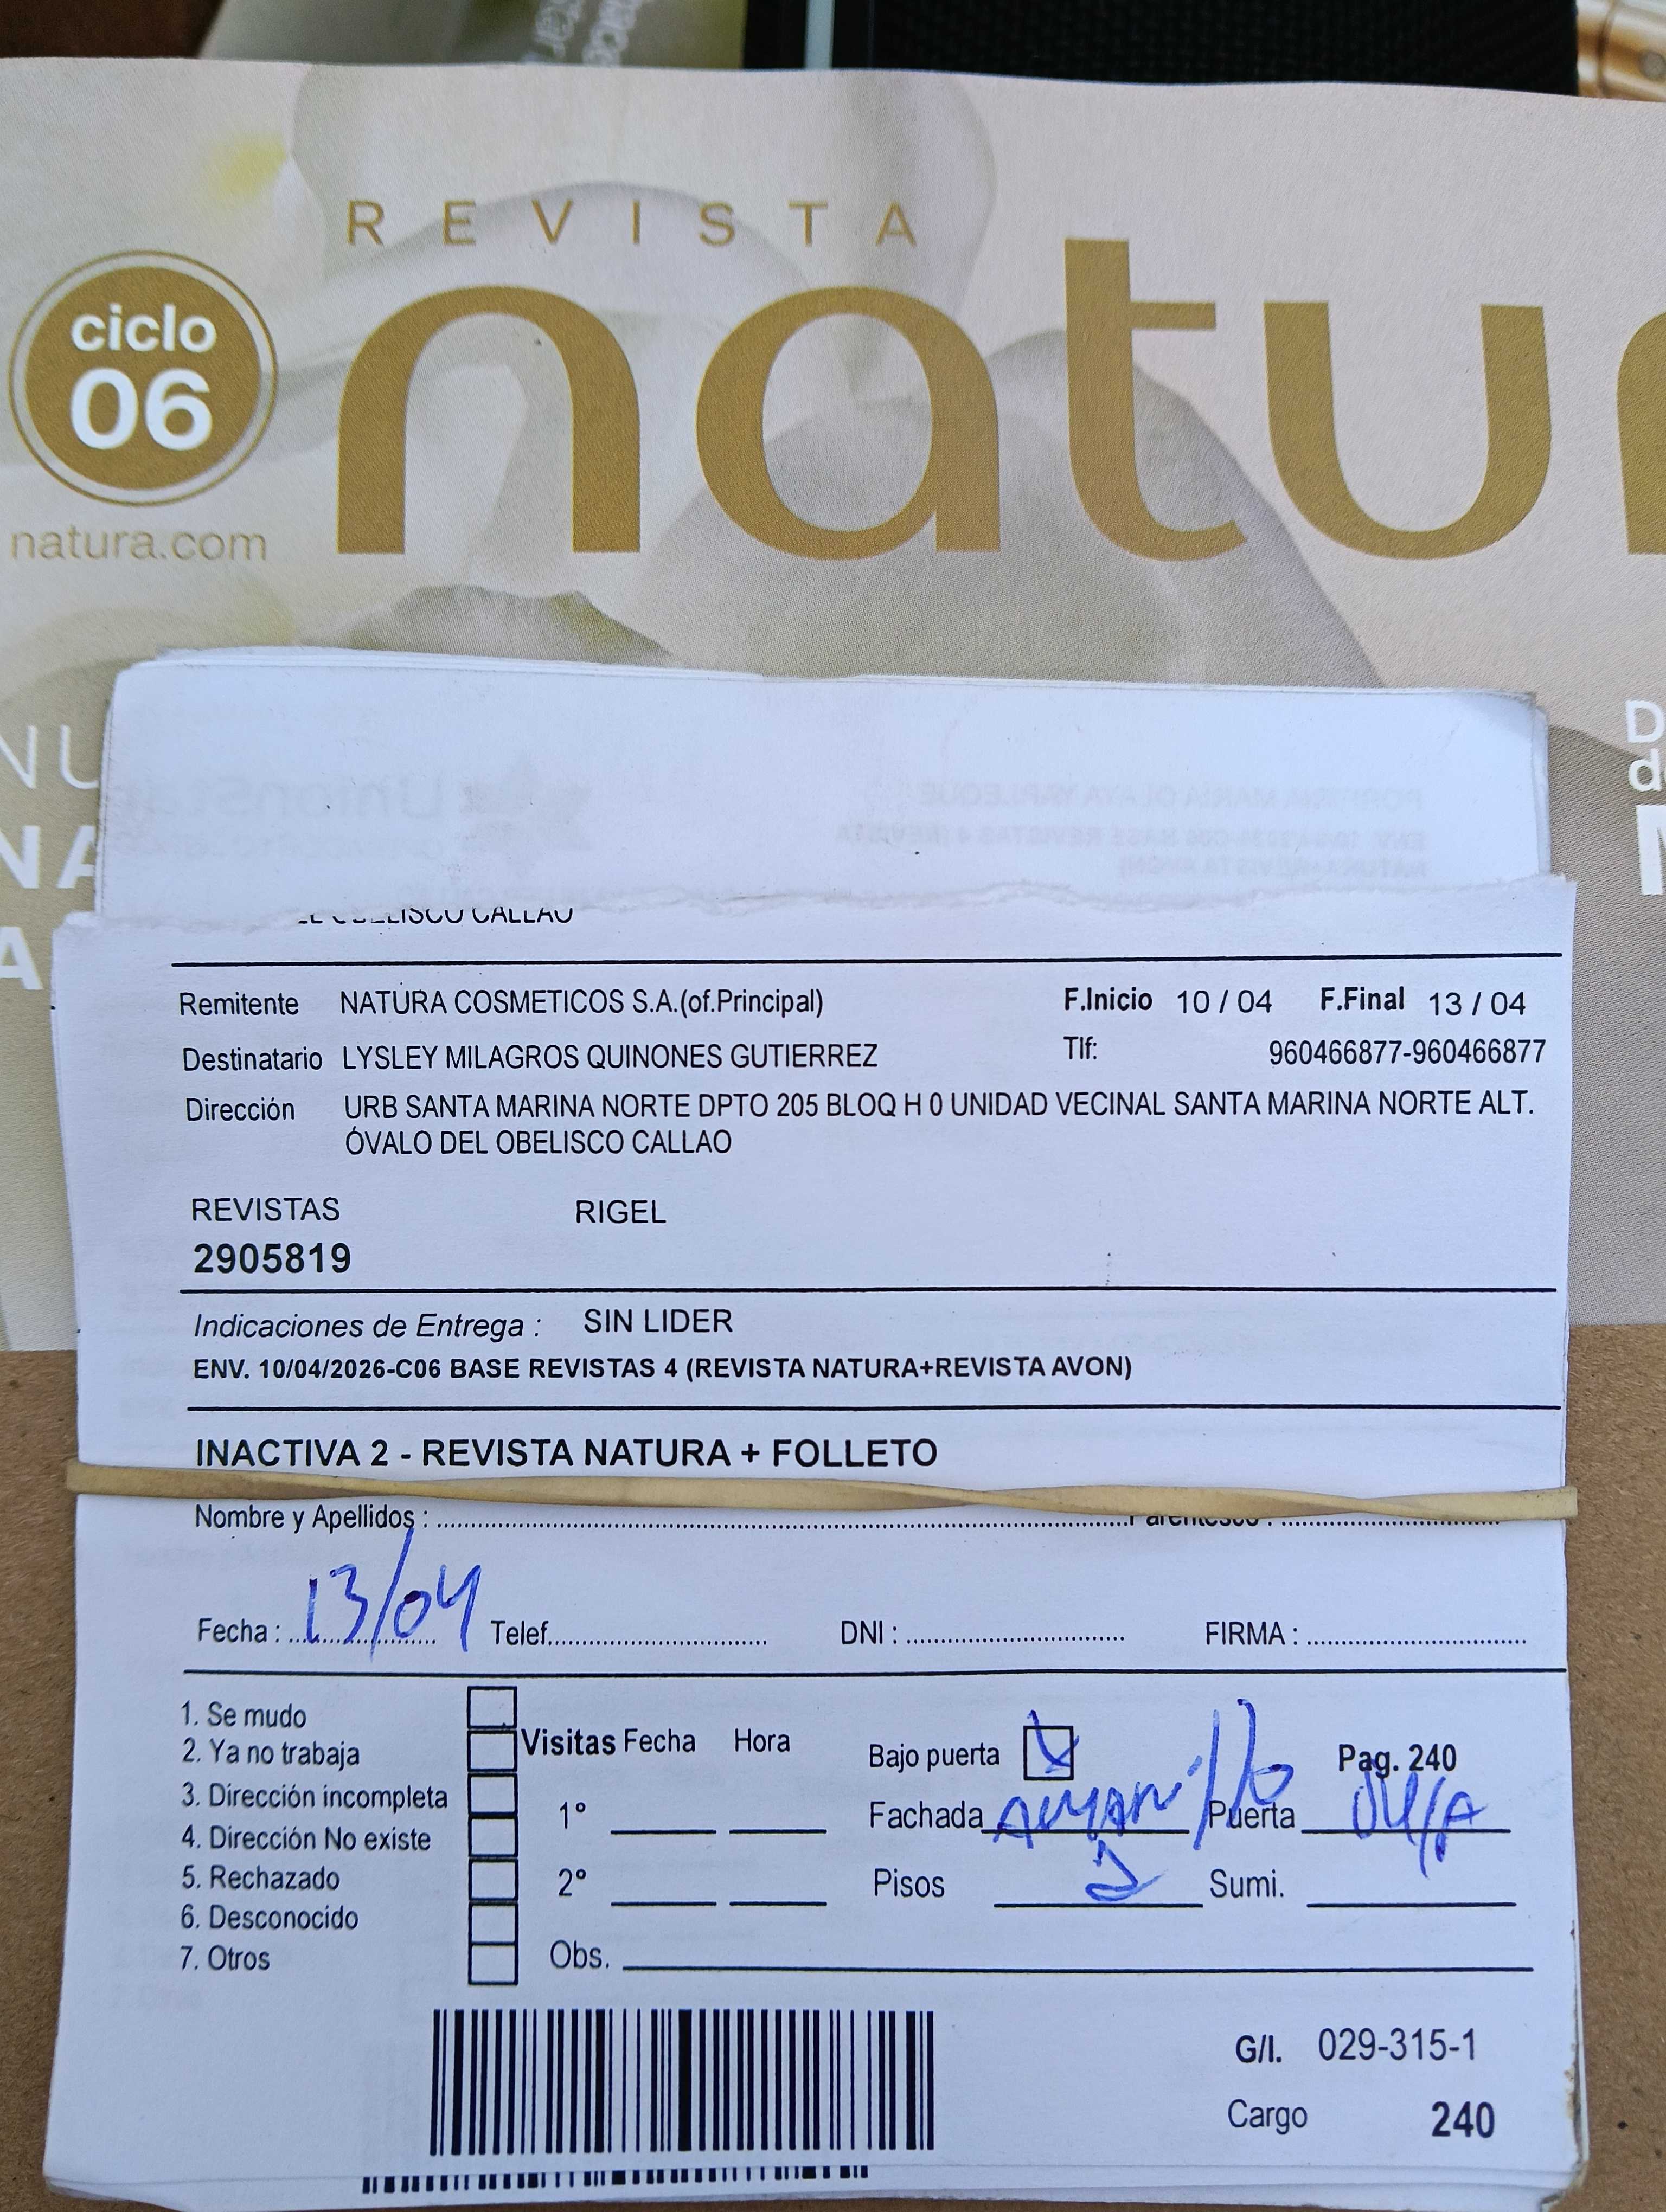 REVISTA
ciclo
06
natura.com
natur
NU
NA
A
D
d
M
OBELISCO CALLAO
Remitente NATURA COSMETICOS S.A.(of.Principal) F.Inicio 10 / 04 F.Final 13 / 04
Destinatario LYSLEY MILAGROS QUINONES GUTIERREZ Tlf: 960466877-960466877
Dirección URB SANTA MARINA NORTE DPTO 205 BLOQ H 0 UNIDAD VECINAL SANTA MARINA NORTE ALT.
ÓVALO DEL OBELISCO CALLAO
REVISTAS RIGEL
2905819
Indicaciones de Entrega : SIN LIDER
ENV. 10/04/2026-C06 BASE REVISTAS 4 (REVISTA NATURA+REVISTA AVON)
INACTIVA 2 - REVISTA NATURA + FOLLETO
Nombre y Apellidos : Parentesco :
Fecha : 13/04 Telef. DNI : FIRMA :
1. Se mudo
2. Ya no trabaja
3. Dirección incompleta
4. Dirección No existe
5. Rechazado
6. Desconocido
7. Otros
Visitas Fecha Hora
1°
2°
Obs.
Bajo puerta Pag. 240
Fachada Amarillo Puerta
Pisos 2 Sumi.
G/I. 029-315-1
Cargo 240